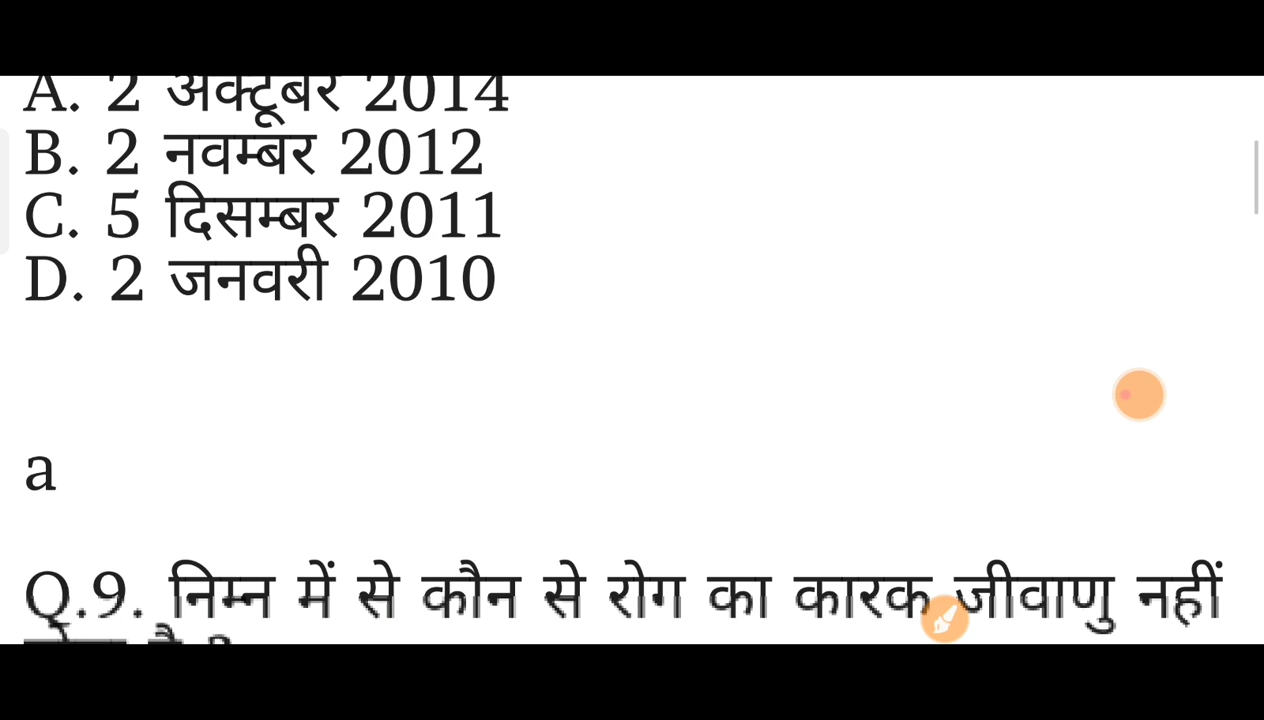 A. 2 अक्टूबर 2014
B. 2 नवम्बर 2012
C. 5 दिसम्बर 2011
D. 2 जनवरी 2010
a
Q.9. निम्न में से कौन से रोग का कारक जीवाणु नहीं